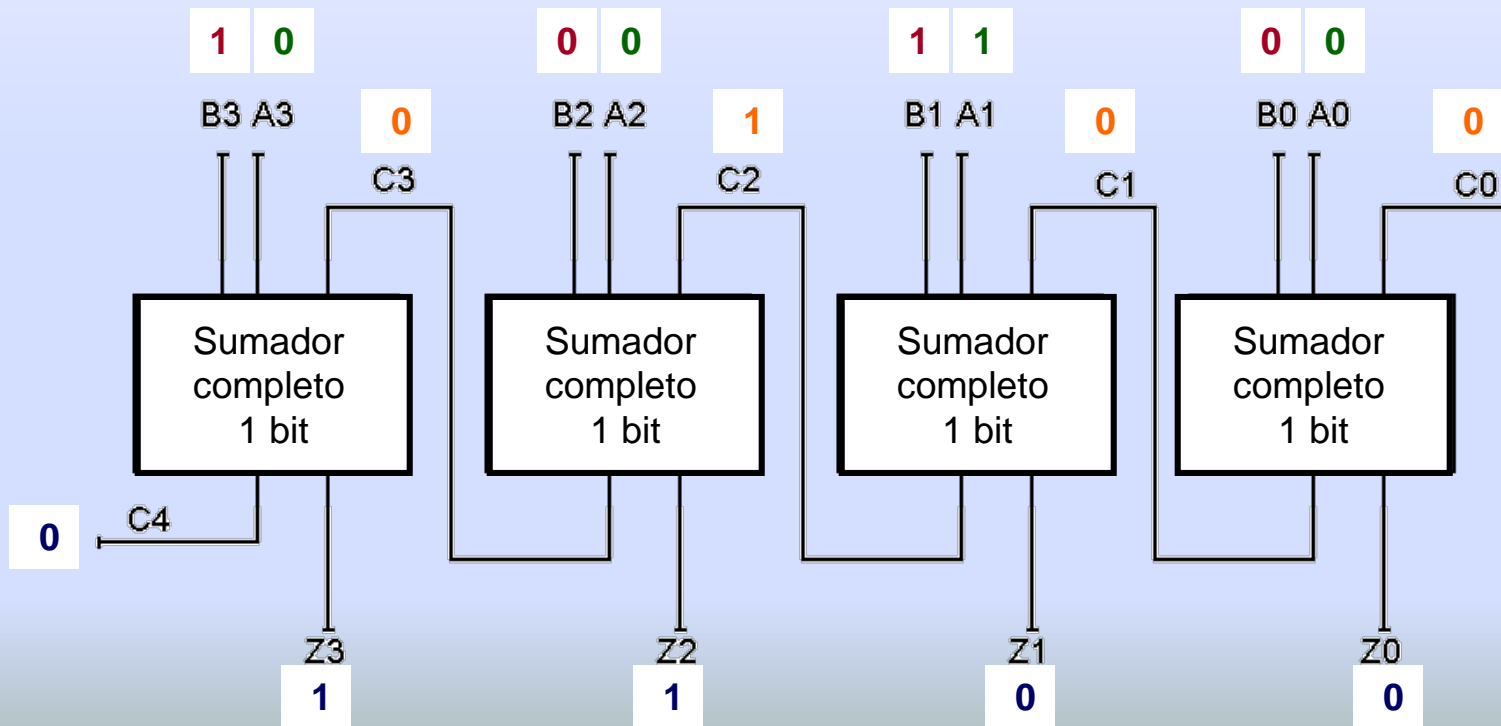 1 0 0 0 1 1 0 0
B3 A3 0 B2 A2 1 B1 A1 0 B0 A0 0
C3 C2 C1 C0
Sumador Sumador Sumador Sumador
completo completo completo completo
1 bit 1 bit 1 bit 1 bit
0 C4
Z3 Z2 Z1 Z0
1 1 0 0